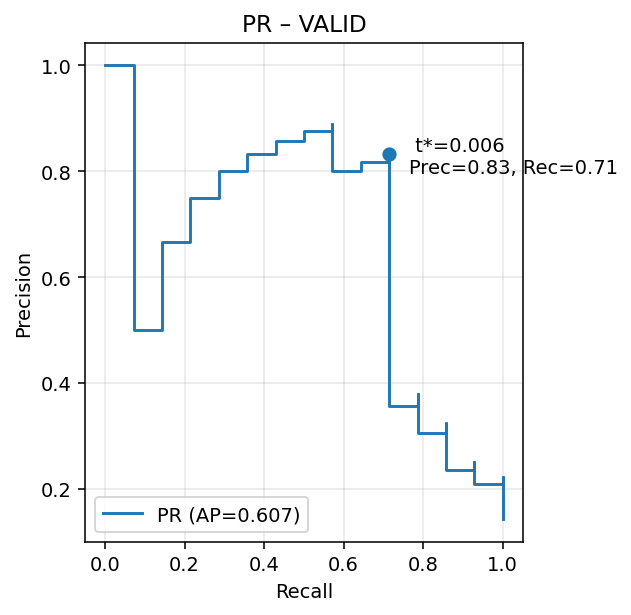 PR – VALID
1.0
0.8
0.6
0.4
0.2
Precision
t*=0.006
Prec=0.83, Rec=0.71
PR (AP=0.607)
0.0 0.2 0.4 0.6 0.8 1.0
Recall